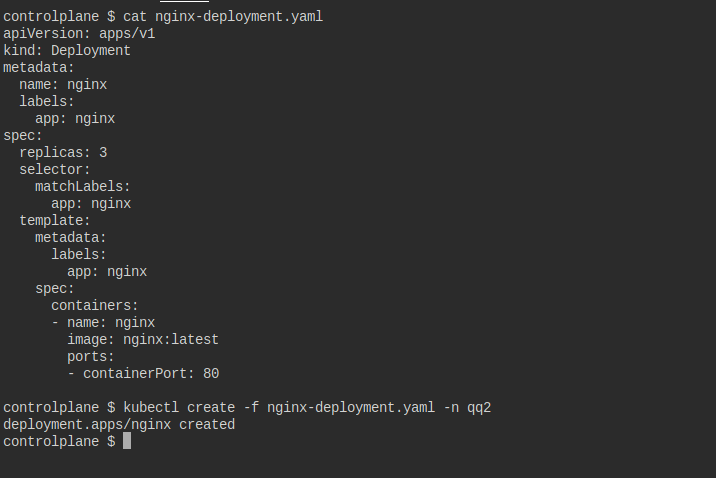 controlplane $ cat nginx-deployment.yaml
apiVersion: apps/v1
kind: Deployment
metadata:
  name: nginx
  labels:
    app: nginx
spec:
  replicas: 3
  selector:
    matchLabels:
      app: nginx
  template:
    metadata:
      labels:
        app: nginx
    spec:
      containers:
      - name: nginx
        image: nginx:latest
        ports:
        - containerPort: 80

controlplane $ kubectl create -f nginx-deployment.yaml -n qq2
deployment.apps/nginx created
controlplane $